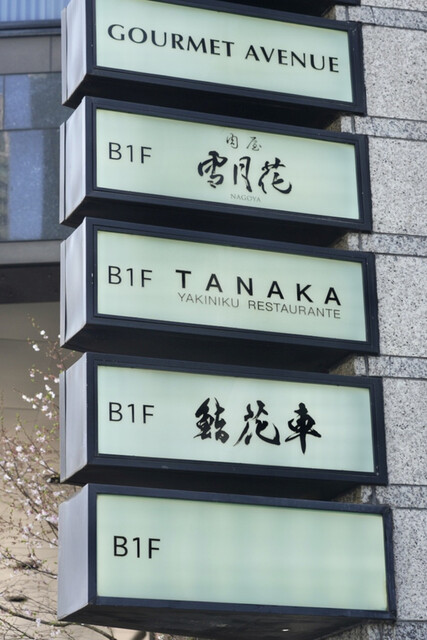 GOURMET AVENUE
B1F
肉屋
雪月花
NAGOYA
B1F
TANAKA
YAKINIKU RESTAURANTE
B1F
鮨花車
B1F